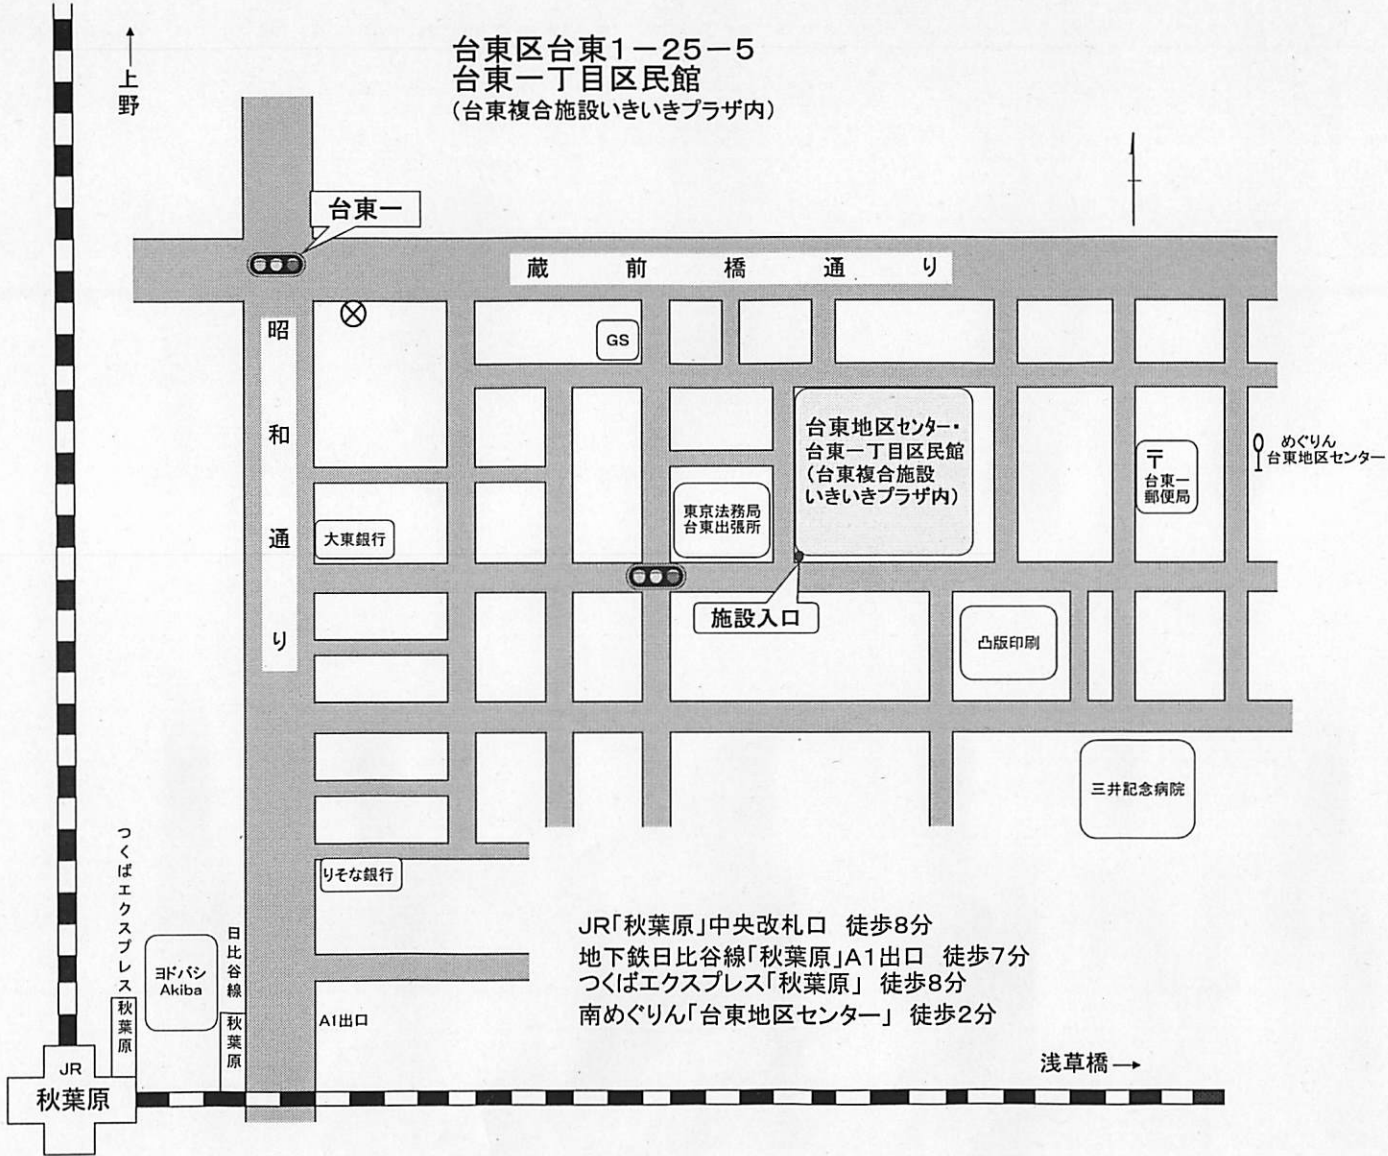 台東区台東1-25-5
台東一丁目区民館
(台東複合施設いきいきプラザ内)
↑
上野
台東一
蔵前橋通り
昭和通り
GS
台東地区センター・
台東一丁目区民館
(台東複合施設
いきいきプラザ内)
〒
台東一
郵便局
めぐりん
台東地区センター
東京法務局
台東出張所
大東銀行
施設入口
凸版印刷
三井記念病院
りそな銀行
つくばエクスプレス
秋葉原
ヨドバシ
Akiba
日比谷線
秋葉原
A1出口
JR「秋葉原」中央改札口 徒歩8分
地下鉄日比谷線「秋葉原」A1出口 徒歩7分
つくばエクスプレス「秋葉原」 徒歩8分
南めぐりん「台東地区センター」 徒歩2分
浅草橋→
JR
秋葉原